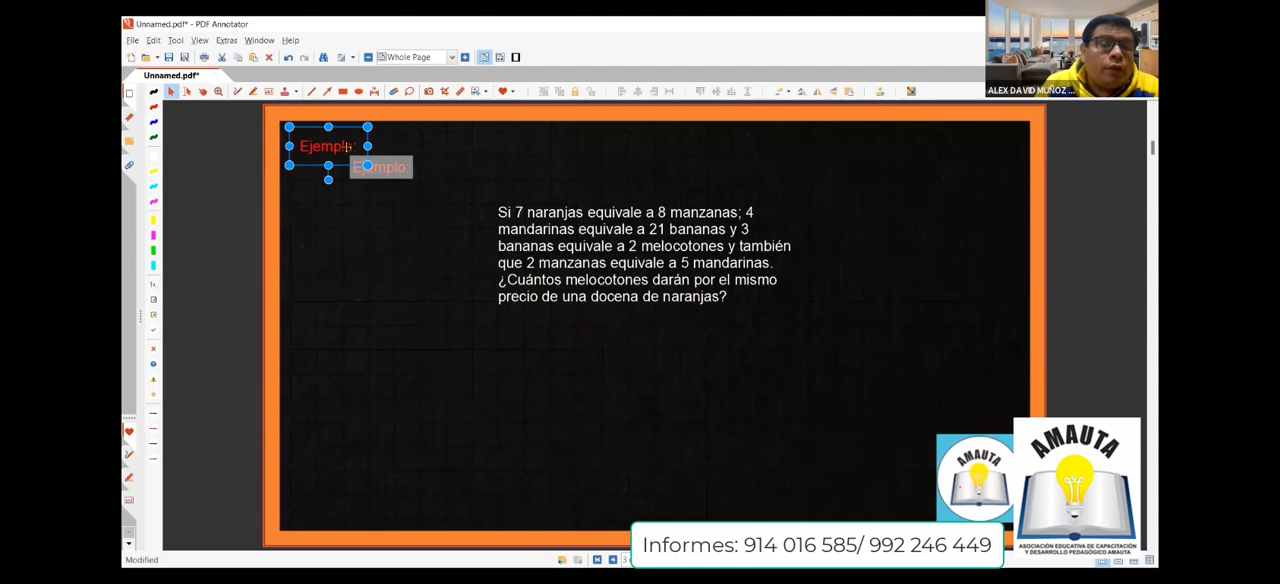 Unnamed.pdf* - PDF Annotator
File Edit Tool View Extras Window Help
Whole Page
Unnamed.pdf*
ALEX DAVID MUÑOZ ...
Ejemplo:
Ejemplo:
Si 7 naranjas equivale a 8 manzanas; 4
mandarinas equivale a 21 bananas y 3
bananas equivale a 2 melocotones y también
que 2 manzanas equivale a 5 mandarinas.
¿Cuántos melocotones darán por el mismo
precio de una docena de naranjas?
AMAUTA
AMAUTA
ASOCIACIÓN EDUCATIVA DE CAPACITACIÓN
Y DESARROLLO PEDAGÓGICO AMAUTA
Informes: 914 016 585/ 992 246 449
Modified
3